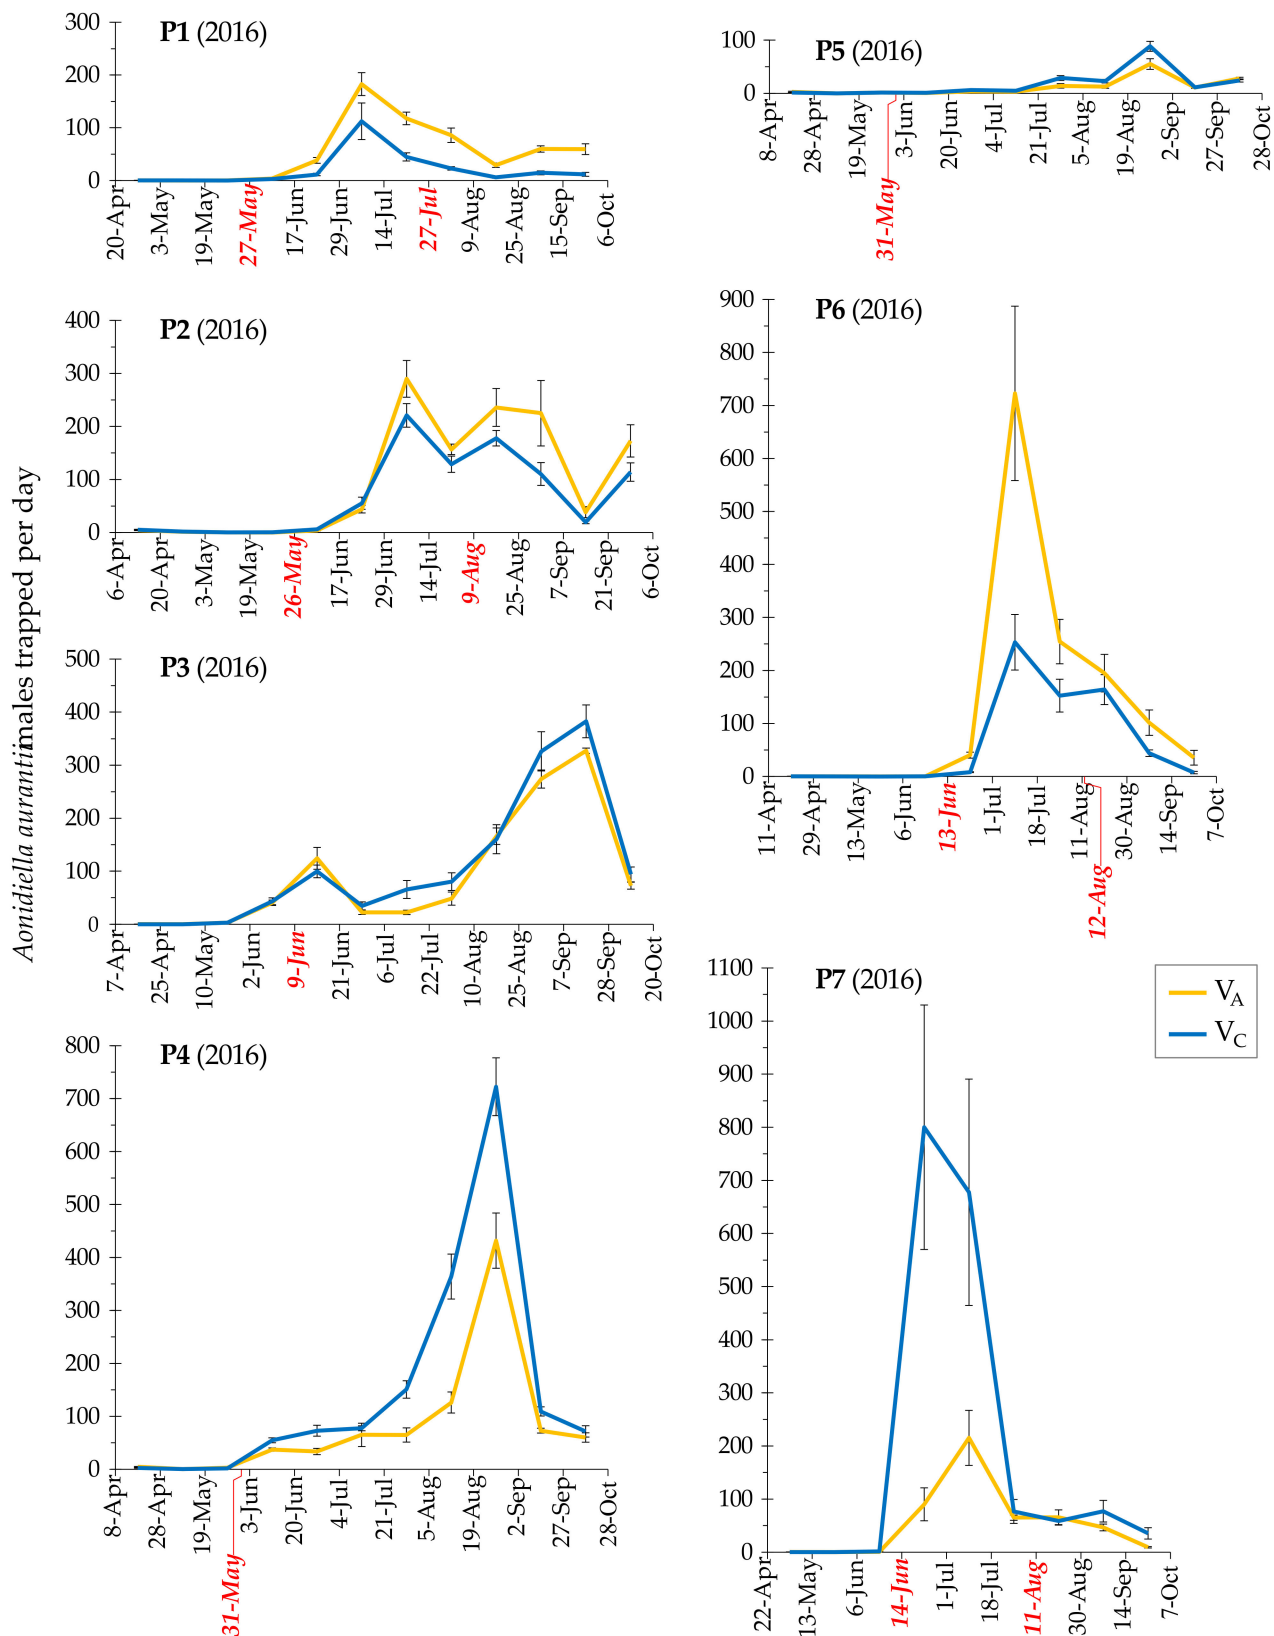 Aonidiella aurantii males trapped per day
P1 (2016)
300
200
100
0
20-Apr 3-May 19-May 27-May 17-Jun 29-Jun 14-Jul 27-Jul 9-Aug 25-Aug 15-Sep 6-Oct
P2 (2016)
400
300
200
100
0
6-Apr 20-Apr 3-May 19-May 26-May 17-Jun 29-Jun 14-Jul 9-Aug 25-Aug 7-Sep 21-Sep 6-Oct
P3 (2016)
500
400
300
200
100
0
7-Apr 25-Apr 10-May 2-Jun 9-Jun 21-Jun 6-Jul 22-Jul 10-Aug 25-Aug 7-Sep 28-Sep 20-Oct
P4 (2016)
800
700
600
500
400
300
200
100
0
8-Apr 28-Apr 19-May 3-Jun 20-Jun 4-Jul 21-Jul 5-Aug 19-Aug 2-Sep 27-Sep 28-Oct
31-May
P5 (2016)
100
0
8-Apr 28-Apr 19-May 3-Jun 20-Jun 4-Jul 21-Jul 5-Aug 19-Aug 2-Sep 27-Sep 28-Oct
31-May
P6 (2016)
900
800
700
600
500
400
300
200
100
0
11-Apr 29-Apr 13-May 6-Jun 13-Jun 1-Jul 18-Jul 11-Aug 30-Aug 14-Sep 7-Oct
12-Aug
P7 (2016)
1100
1000
900
800
700
600
500
400
300
200
100
0
22-Apr 13-May 6-Jun 14-Jun 1-Jul 18-Jul 11-Aug 30-Aug 14-Sep 7-Oct
VA
VC